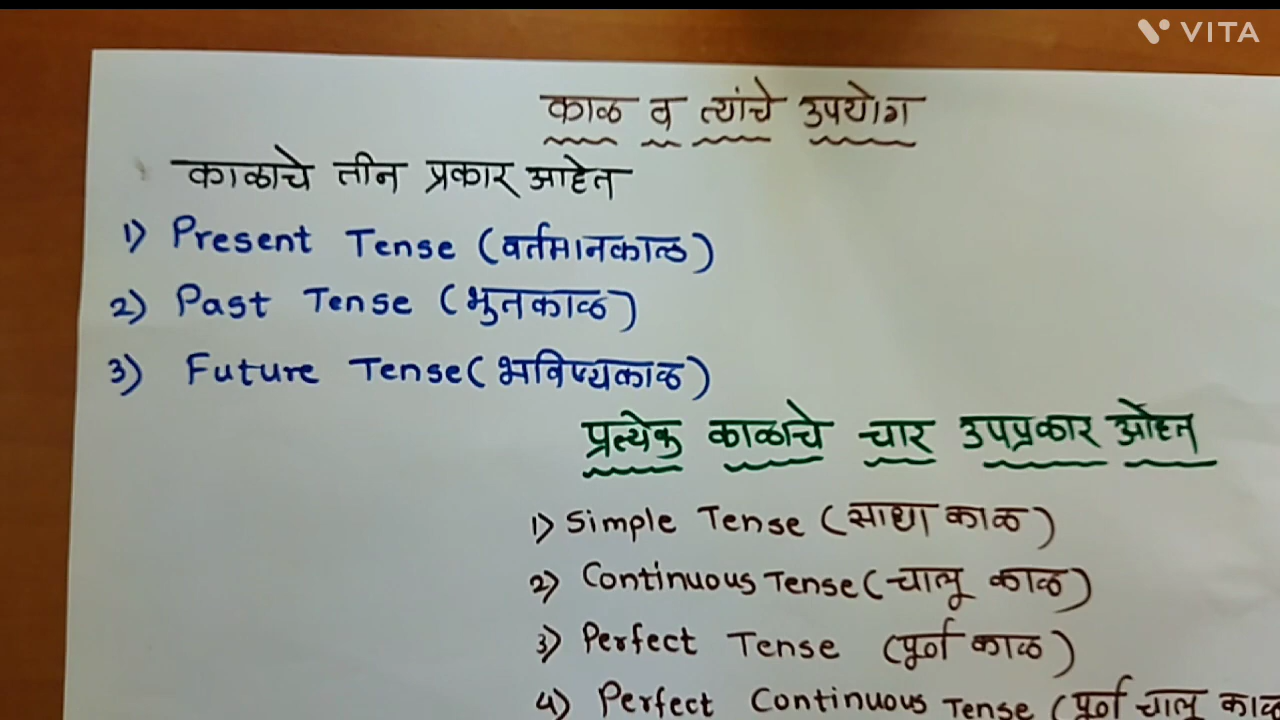 VITA
काळ व त्यांचे उपयोग
काळाचे तीन प्रकार आहेत
1) Present Tense (वर्तमानकाळ)
2) Past Tense (भुतकाळ)
3) Future Tense (भविष्यकाळ)
प्रत्येक काळाचे चार उपप्रकार आहेत
1) Simple Tense (साधा काळ)
2) Continuous Tense (चालू काळ)
3) Perfect Tense (पूर्ण काळ)
4) Perfect Continuous Tense (पूर्ण चालू काळ